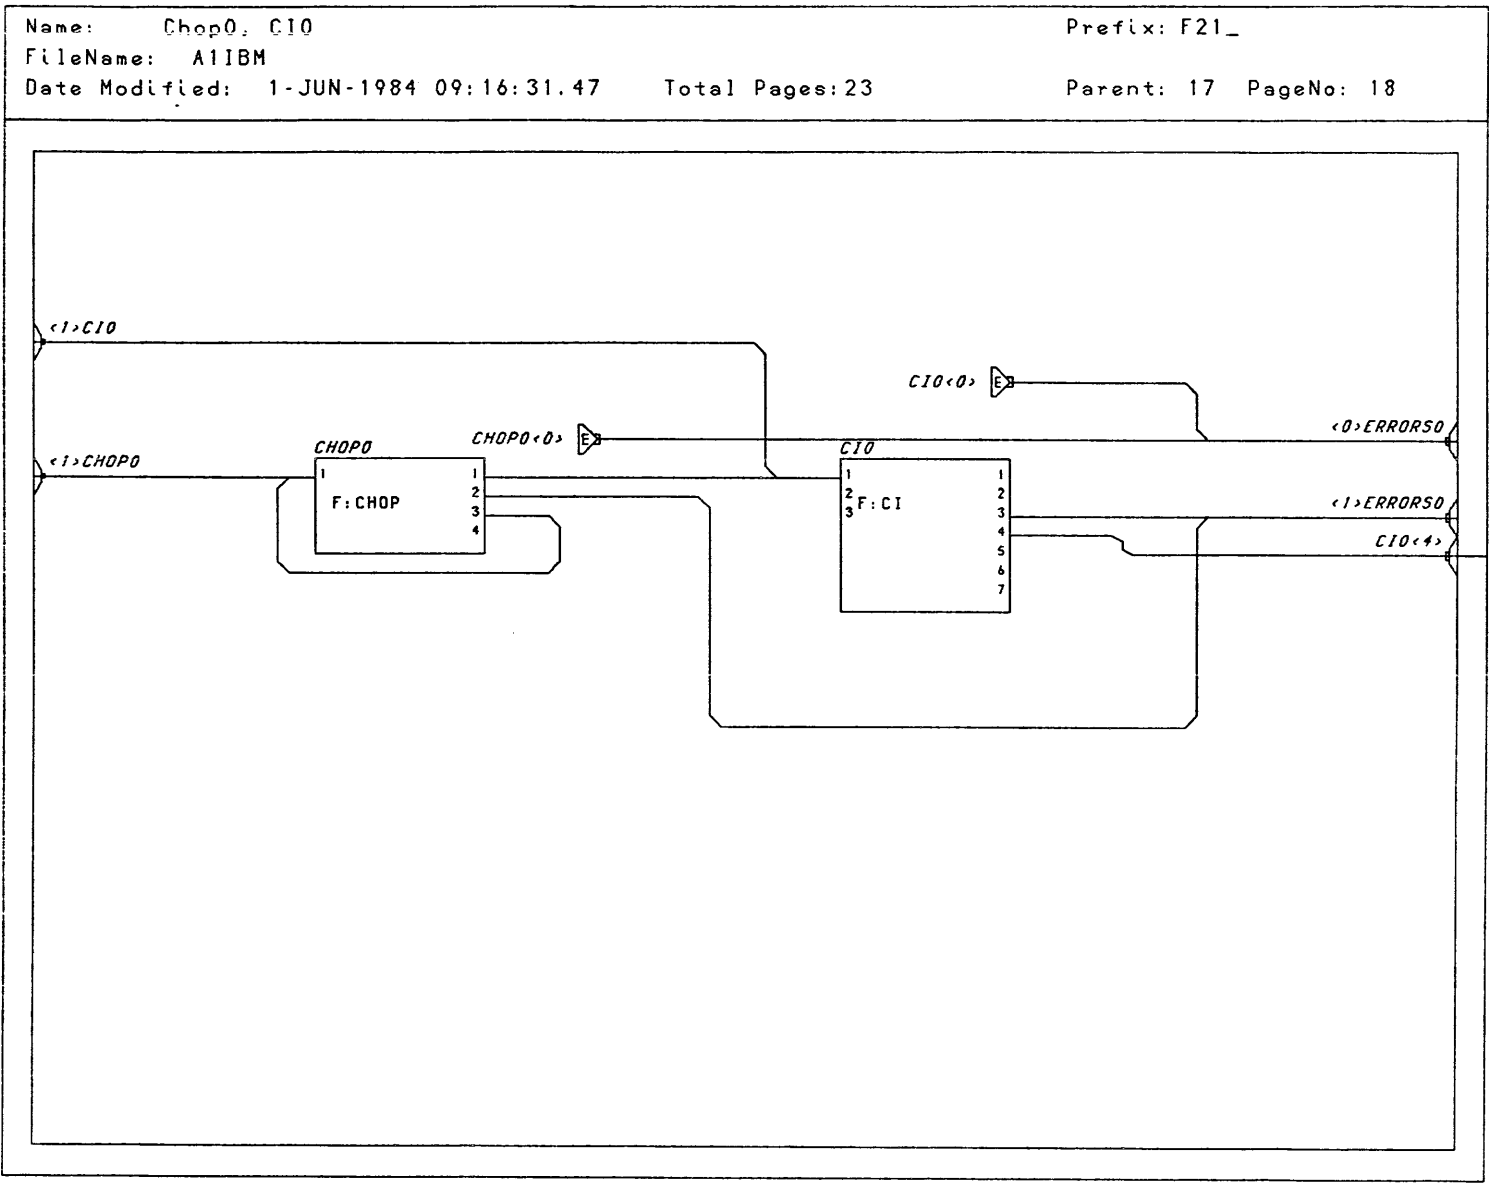 Name: Chop0, CI0 Prefix: F21_
FileName: A1IBM
Date Modified: 1-JUN-1984 09:16:31.47 Total Pages:23 Parent: 17 PageNo: 18
<1>CI0
CI0<0> E
<0>ERRORS0
CHOP0 CHOP0<0> E CI0
<1>CHOP0
1 1 1 1
F:CHOP 2 2 F:CI 2
3 3 3
4 4
5
6
7
<1>ERRORS0
CI0<4>